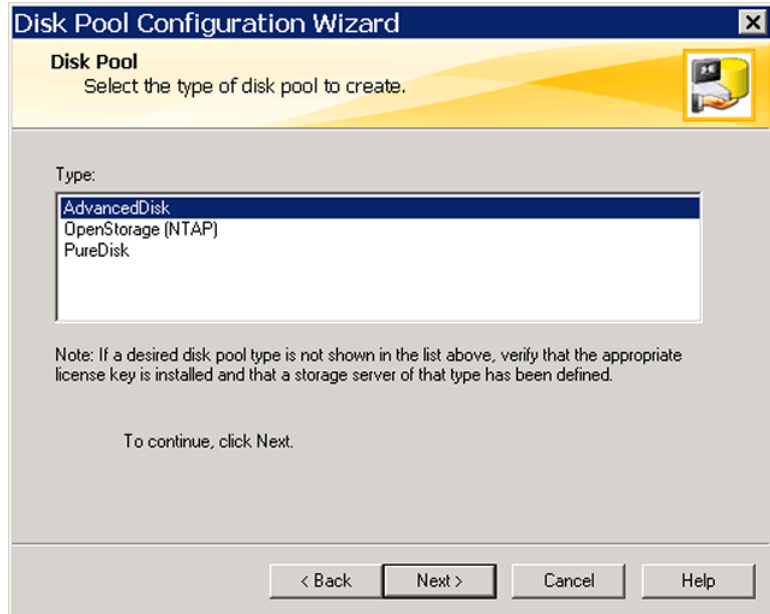 Disk Pool Configuration Wizard
Disk Pool
Select the type of disk pool to create.
Type:
AdvancedDisk
OpenStorage (NTAP)
PureDisk
Note: If a desired disk pool type is not shown in the list above, verify that the appropriate
license key is installed and that a storage server of that type has been defined.
To continue, click Next.
< Back
Next >
Cancel
Help